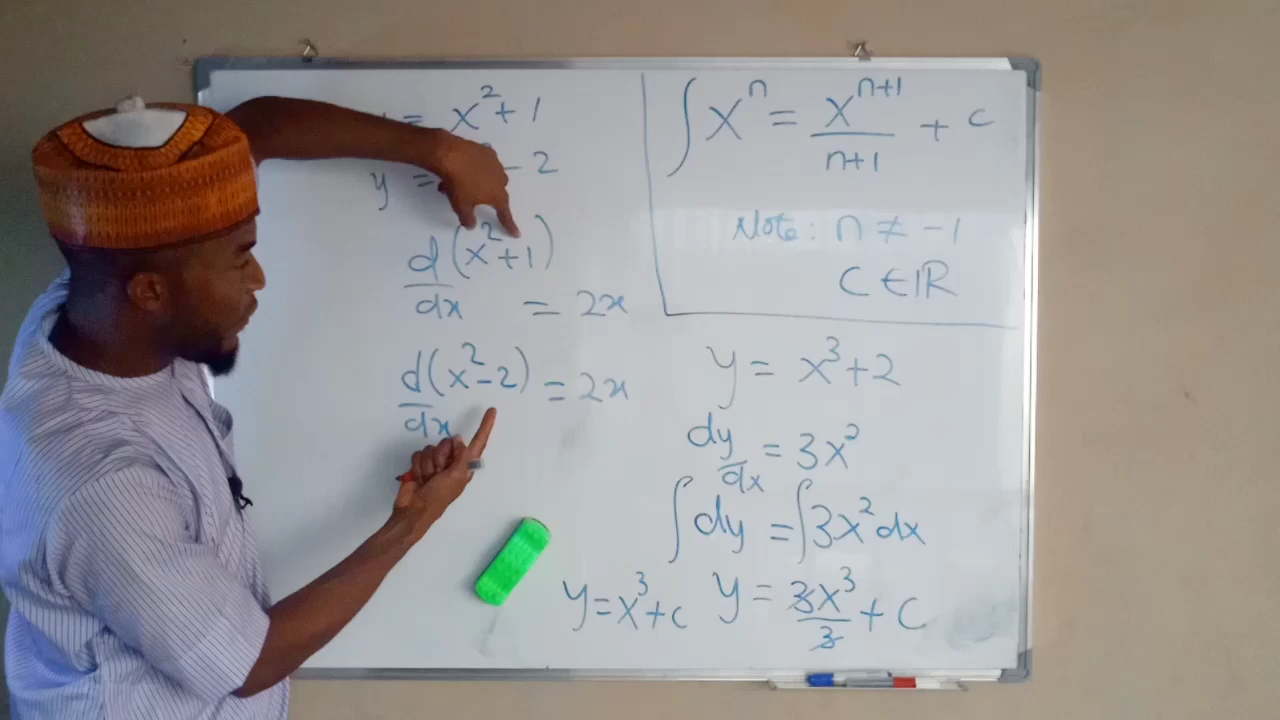 y = x² + 1
y = - 2
d/dx (x² + 1) = 2x
d/dx (x² - 2) = 2x
∫ xⁿ = xⁿ⁺¹/n+1 + c
Note: n ≠ -1
C ∈ ℝ
y = x³ + 2
dy/dx = 3x²
∫ dy = ∫ 3x² dx
y = 3x³/3 + C
y = x³ + c